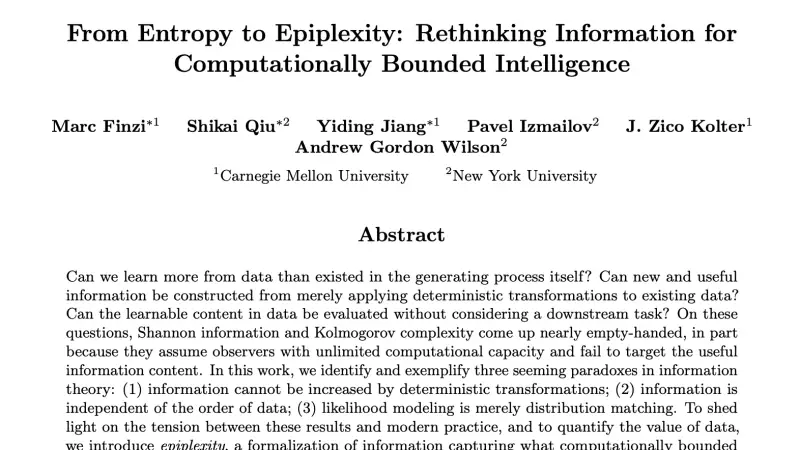 From Entropy to Epiplexity: Rethinking Information for
Computationally Bounded Intelligence
Marc Finzi*1 Shikai Qiu*2 Yiding Jiang*1 Pavel Izmailov2 J. Zico Kolter1
Andrew Gordon Wilson2
1Carnegie Mellon University 2New York University
Abstract
Can we learn more from data than existed in the generating process itself? Can new and useful
information be constructed from merely applying deterministic transformations to existing data?
Can the learnable content in data be evaluated without considering a downstream task? On these
questions, Shannon information and Kolmogorov complexity come up nearly empty-handed, in part
because they assume observers with unlimited computational capacity and fail to target the useful
information content. In this work, we identify and exemplify three seeming paradoxes in information
theory: (1) information cannot be increased by deterministic transformations; (2) information is
independent of the order of data; (3) likelihood modeling is merely distribution matching. To shed
light on the tension between these results and modern practice, and to quantify the value of data,
we introduce epiplexity, a formalization of information capturing what computationally bounded